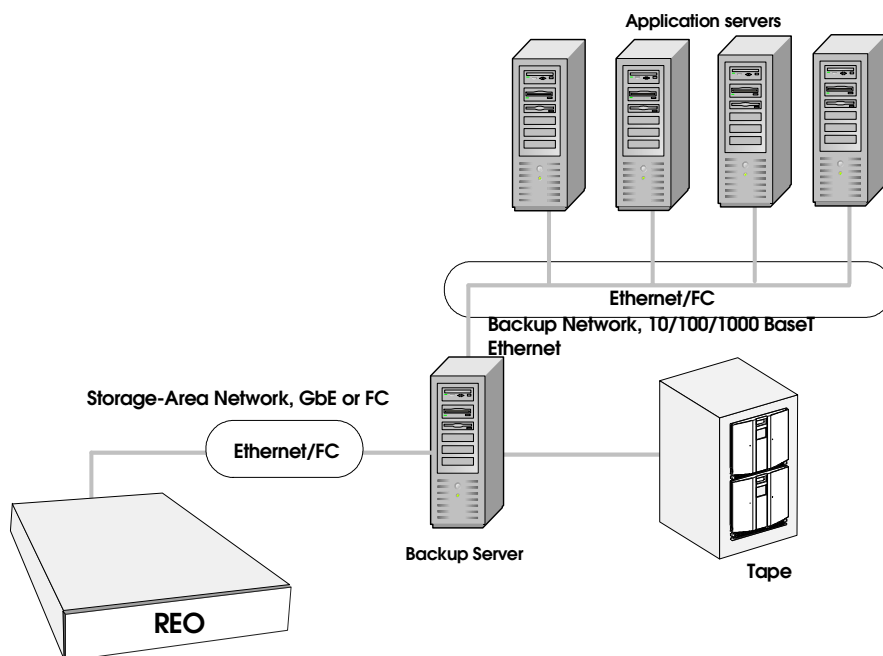 Application servers
Ethernet/FC
Backup Network, 10/100/1000 BaseT
Ethernet
Storage-Area Network, GbE or FC
Ethernet/FC
Backup Server
Tape
REO